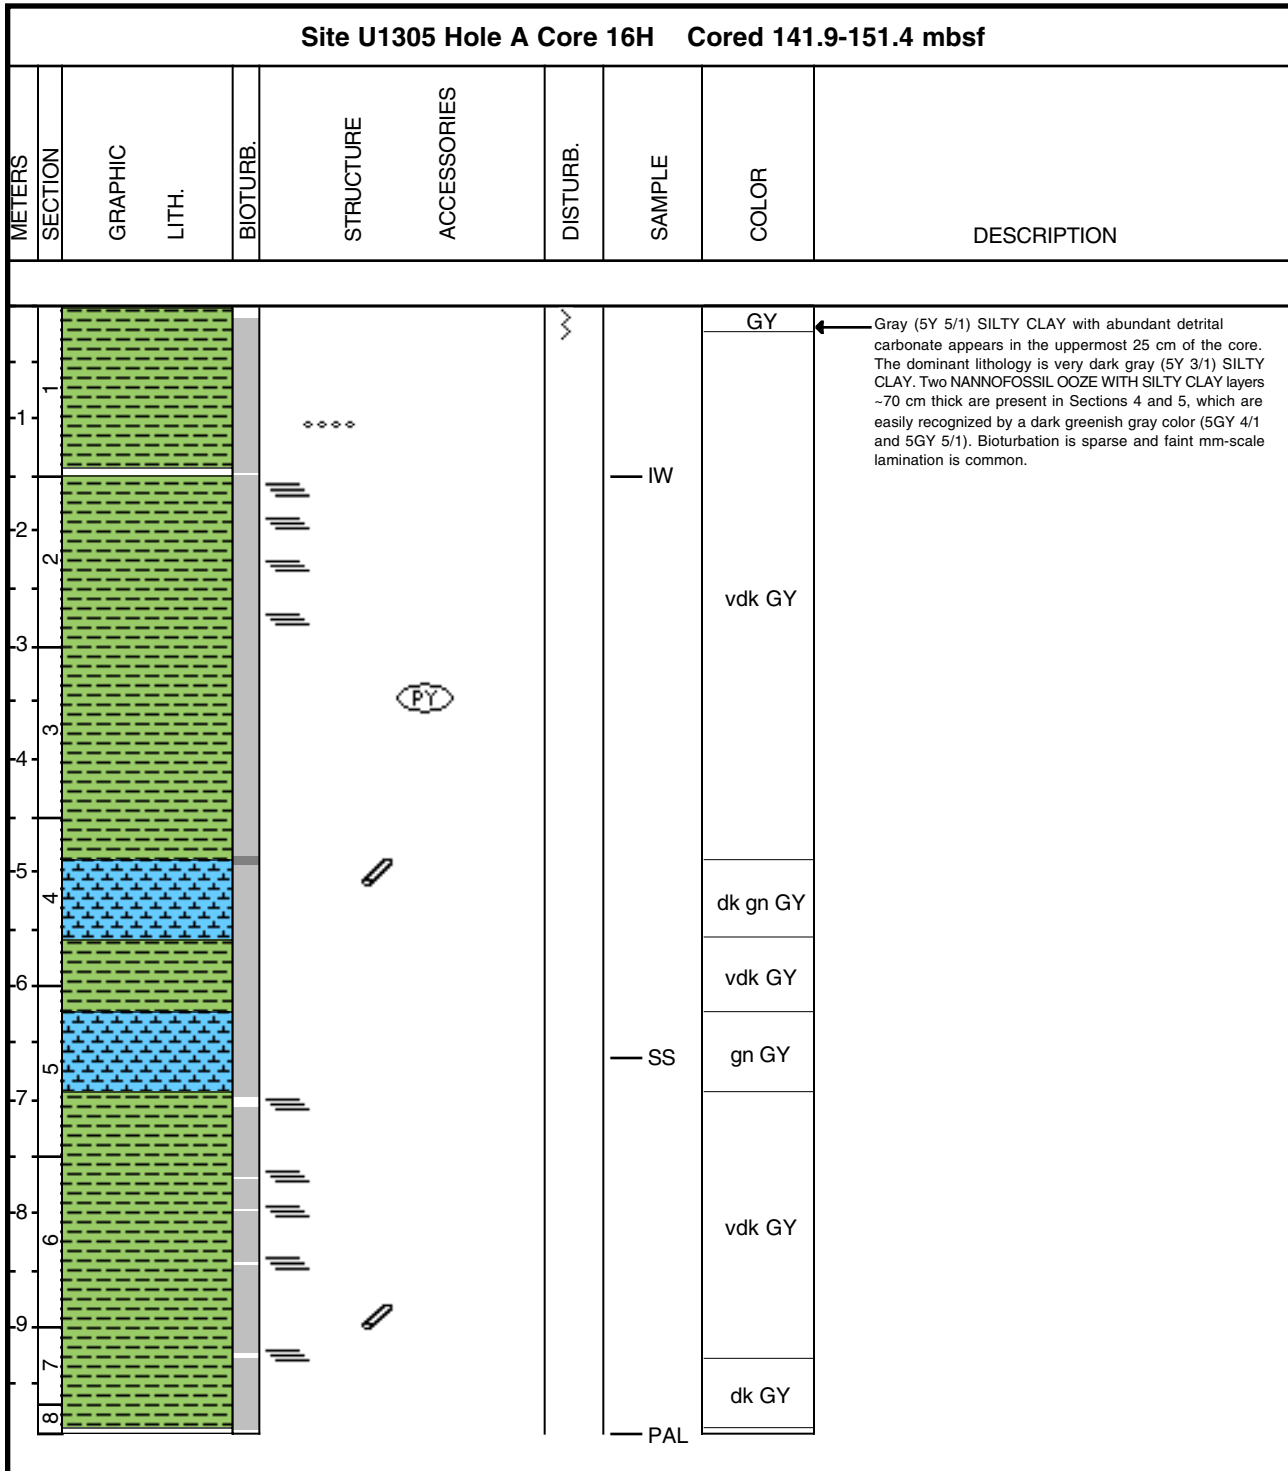 Site U1305 Hole A Core 16H Cored 141.9-151.4 mbsf
METERS
SECTION
GRAPHIC
LITH.
BIOTURB.
STRUCTURE
ACCESSORIES
DISTURB.
SAMPLE
COLOR
DESCRIPTION
GY
Gray (5Y 5/1) SILTY CLAY with abundant detrital
carbonate appears in the uppermost 25 cm of the core.
The dominant lithology is very dark gray (5Y 3/1) SILTY
CLAY. Two NANNOFOSSIL OOZE WITH SILTY CLAY layers
~70 cm thick are present in Sections 4 and 5, which are
easily recognized by a dark greenish gray color (5GY 4/1
and 5GY 5/1). Bioturbation is sparse and faint mm-scale
lamination is common.
1
1
IW
2
2
vdk GY
3
PY
3
4
5
4
dk gn GY
6
vdk GY
5
SS
gn GY
7
8
6
vdk GY
9
7
dk GY
8
PAL